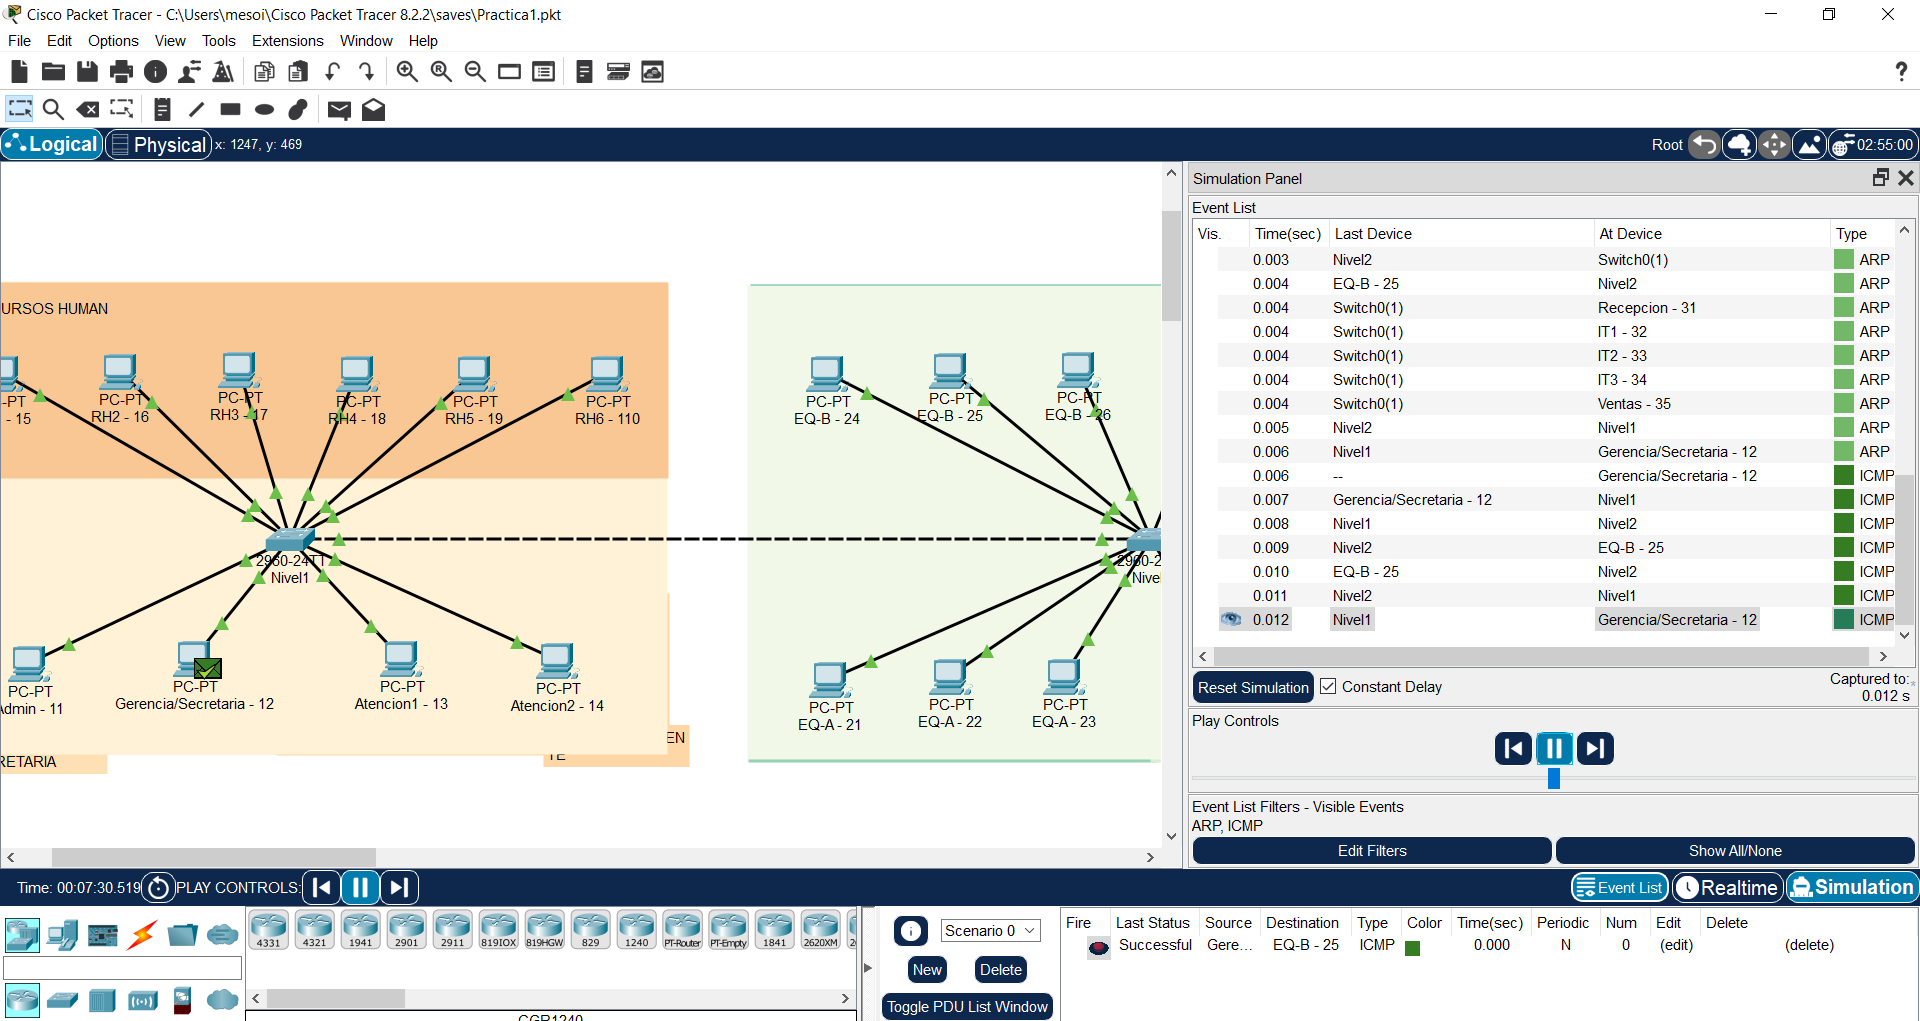 Cisco Packet Tracer - C:\Users\mesoi\Cisco Packet Tracer 8.2.2\saves\Practica1.pkt
File Edit Options View Tools Extensions Window Help
Logical Physical x: 1247, y: 469
Root 02:55:00
URSOS HUMAN
-PT
- 15
PC-PT
RH2 - 16
PC-PT
RH3 - 17
PC-PT
RH4 - 18
PC-PT
RH5 - 19
PC-PT
RH6 - 110
PC-PT
EQ-B - 24
PC-PT
EQ-B - 25
PC-PT
EQ-B - 26
2960-24TT
Nivel1
2960-2
Nivel
PC-PT
dmin - 11
PC-PT
Gerencia/Secretaria - 12
PC-PT
Atencion1 - 13
PC-PT
Atencion2 - 14
PC-PT
EQ-A - 21
PC-PT
EQ-A - 22
PC-PT
EQ-A - 23
RETARIA
EN
TE
Simulation Panel
Event List
Vis. Time(sec) Last Device At Device Type
0.003 Nivel2 Switch0(1) ARP
0.004 EQ-B - 25 Nivel2 ARP
0.004 Switch0(1) Recepcion - 31 ARP
0.004 Switch0(1) IT1 - 32 ARP
0.004 Switch0(1) IT2 - 33 ARP
0.004 Switch0(1) IT3 - 34 ARP
0.004 Switch0(1) Ventas - 35 ARP
0.005 Nivel2 Nivel1 ARP
0.006 Nivel1 Gerencia/Secretaria - 12 ARP
0.006 -- Gerencia/Secretaria - 12 ICMP
0.007 Gerencia/Secretaria - 12 Nivel1 ICMP
0.008 Nivel1 Nivel2 ICMP
0.009 Nivel2 EQ-B - 25 ICMP
0.010 EQ-B - 25 Nivel2 ICMP
0.011 Nivel2 Nivel1 ICMP
0.012 Nivel1 Gerencia/Secretaria - 12 ICMP
Reset Simulation Constant Delay
Captured to:
0.012 s
Play Controls
Event List Filters - Visible Events
ARP, ICMP
Edit Filters Show All/None
Time: 00:07:30.519 PLAY CONTROLS:
Event List Realtime Simulation
4331 4321 1941 2901 2911 819IOX 819HGW 829 1240 PT-Router PT-Empty 1841 2620XM 2
CGR1240
Scenario 0
New Delete
Toggle PDU List Window
Fire Last Status Source Destination Type Color Time(sec) Periodic Num Edit Delete
Successful Gere... EQ-B - 25 ICMP 0.000 N 0 (edit) (delete)